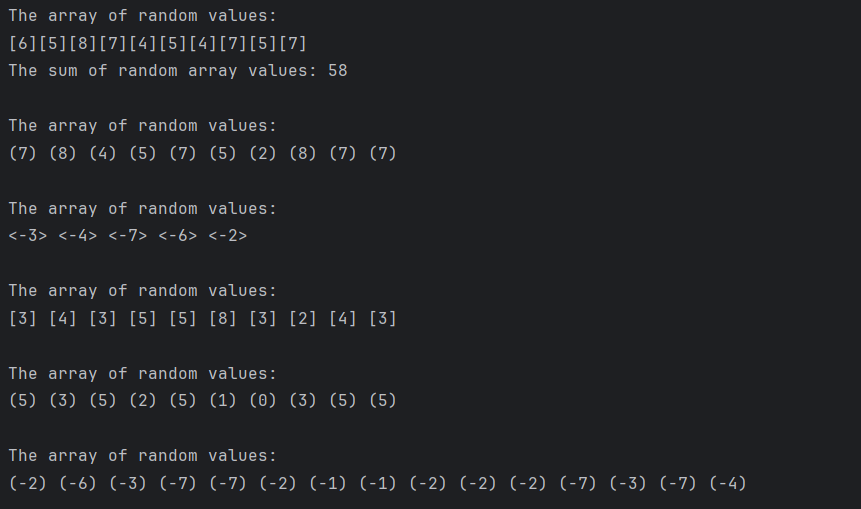 The array of random values:
[6][5][8][7][4][5][4][7][5][7]
The sum of random array values: 58
The array of random values:
(7) (8) (4) (5) (7) (5) (2) (8) (7) (7)
The array of random values:
<-3> <-4> <-7> <-6> <-2>
The array of random values:
[3] [4] [3] [5] [5] [8] [3] [2] [4] [3]
The array of random values:
(5) (3) (5) (2) (5) (1) (0) (3) (5) (5)
The array of random values:
(-2) (-6) (-3) (-7) (-7) (-2) (-1) (-1) (-2) (-2) (-2) (-7) (-3) (-7) (-4)